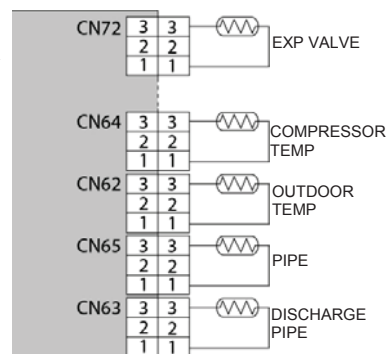 CN72 3 3
2 2
1 1
EXP VALVE
CN64 3 3
2 2
1 1
COMPRESSOR
TEMP
CN62 3 3
2 2
1 1
OUTDOOR
TEMP
CN65 3 3
2 2
1 1
PIPE
CN63 3 3
2 2
1 1
DISCHARGE
PIPE